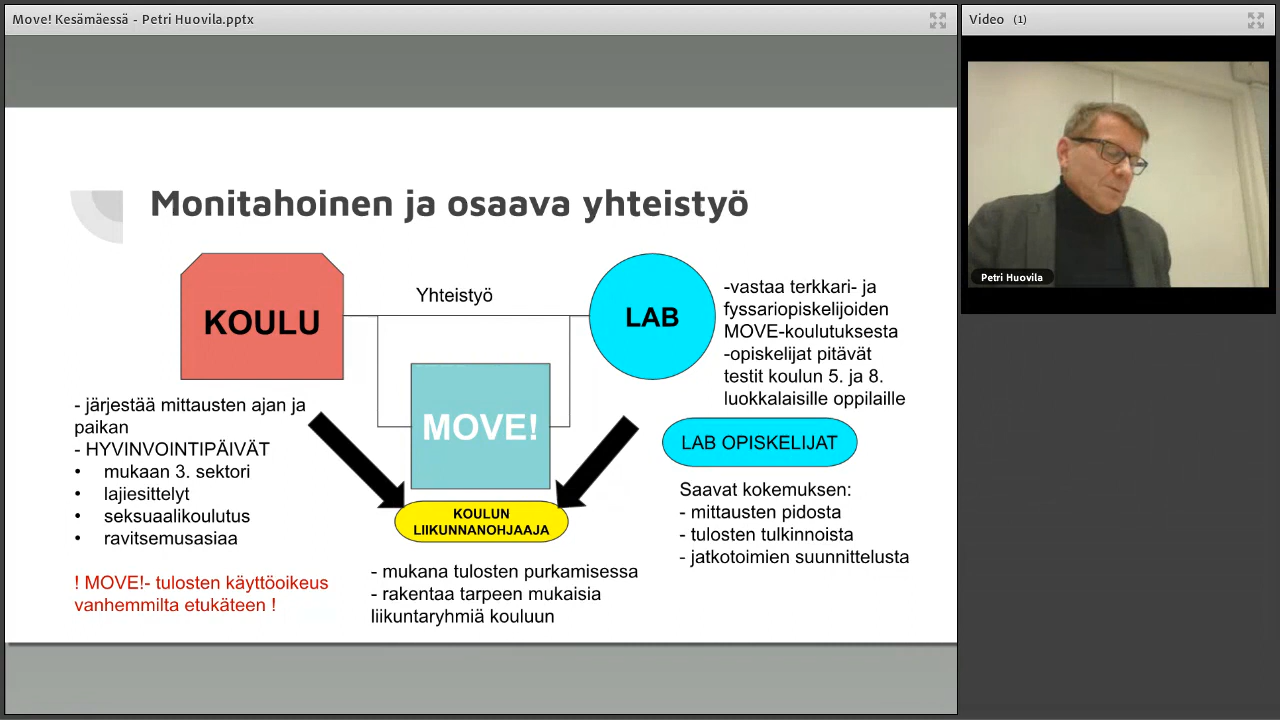 Move! Kesämäessä - Petri Huovila.pptx
Video (1)
Monitahoinen ja osaava yhteistyö
KOULU
Yhteistyö
LAB
-vastaa terkkari- ja
fyssariopiskelijoiden
MOVE-koulutuksesta
-opiskelijat pitävät
testit koulun 5. ja 8.
luokkalaisille oppilaille
MOVE!
- järjestää mittausten ajan ja
paikan
- HYVINVOINTIPÄIVÄT
• mukaan 3. sektori
• lajiesittelyt
• seksuaalikoulutus
• ravitsemusasiaa
! MOVE!- tulosten käyttöoikeus
vanhemmilta etukäteen !
KOULUN
LIIKUNNANOHJAAJA
- mukana tulosten purkamisessa
- rakentaa tarpeen mukaisia
liikuntaryhmiä kouluun
LAB OPISKELIJAT
Saavat kokemuksen:
- mittausten pidosta
- tulosten tulkinnoista
- jatkotoimien suunnittelusta
Petri Huovila